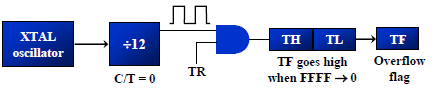 XTAL
oscillator
÷12
C/T = 0
TR
TH TL
TF goes high
when FFFF → 0
TF
Overflow
flag